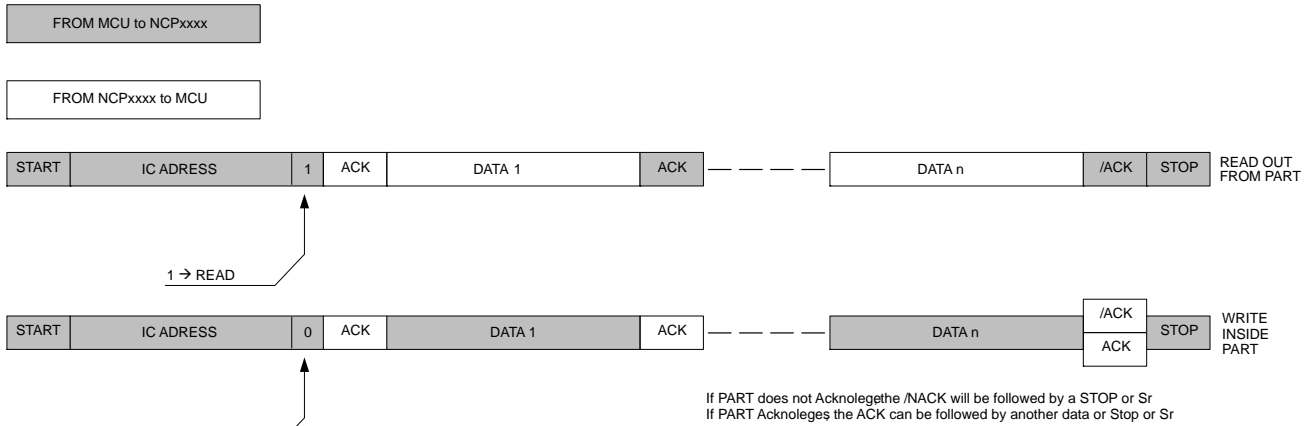 FROM MCU to NCPxxxx
FROM NCPxxxx to MCU
START IC ADRESS 1 ACK DATA 1 ACK DATA n /ACK STOP READ OUT
FROM PART
1 → READ
START IC ADRESS 0 ACK DATA 1 ACK DATA n /ACK STOP WRITE
ACK INSIDE
PART
If PART does not Acknolege,the /NACK will be followed by a STOP or Sr
If PART Acknoleges, the ACK can be followed by another data or Stop or Sr